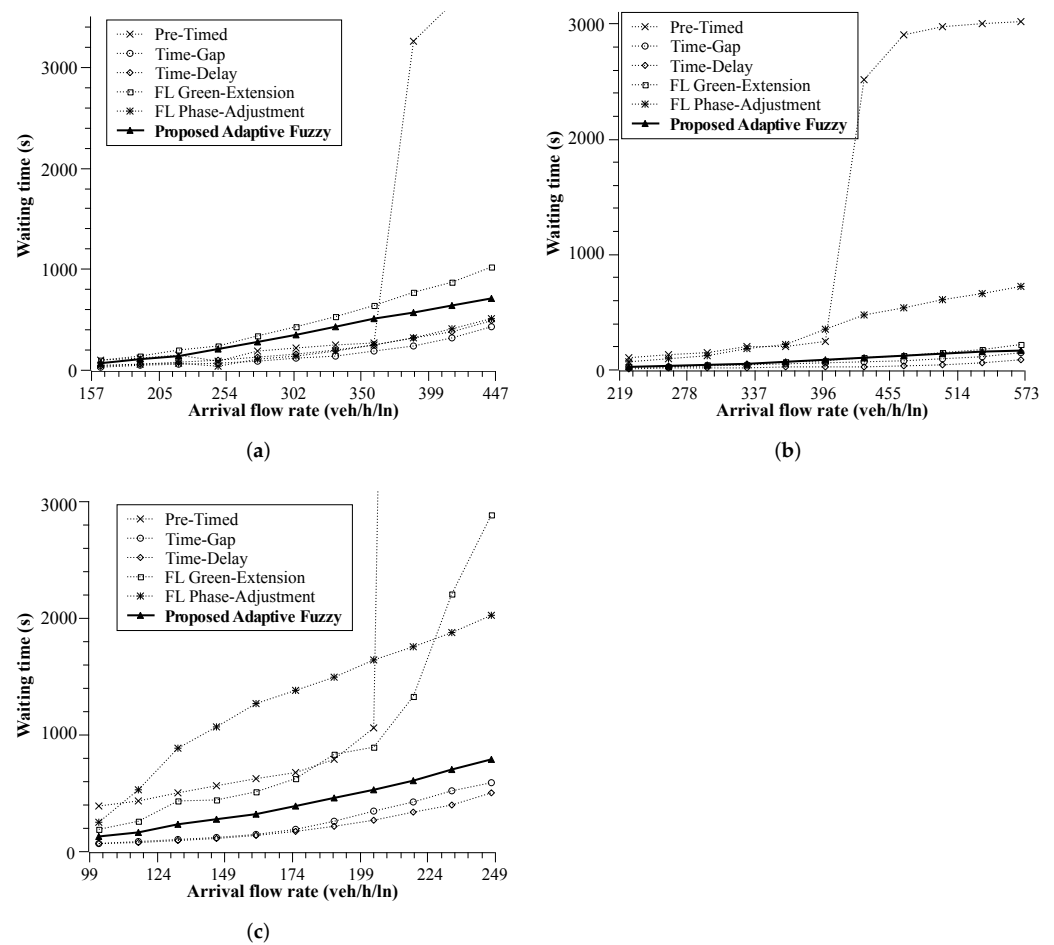 Pre-Timed
Time-Gap
Time-Delay
FL Green-Extension
FL Phase-Adjustment
Proposed Adaptive Fuzzy
Waiting time (s)
3000
2000
1000
0
157 205 254 302 350 399 447
Arrival flow rate (veh/h/ln)
(a)
Pre-Timed
Time-Gap
Time-Delay
FL Green-Extension
FL Phase-Adjustment
Proposed Adaptive Fuzzy
Waiting time (s)
3000
2000
1000
0
219 278 337 396 455 514 573
Arrival flow rate (veh/h/ln)
(b)
Pre-Timed
Time-Gap
Time-Delay
FL Green-Extension
FL Phase-Adjustment
Proposed Adaptive Fuzzy
Waiting time (s)
3000
2000
1000
0
99 124 149 174 199 224 249
Arrival flow rate (veh/h/ln)
(c)